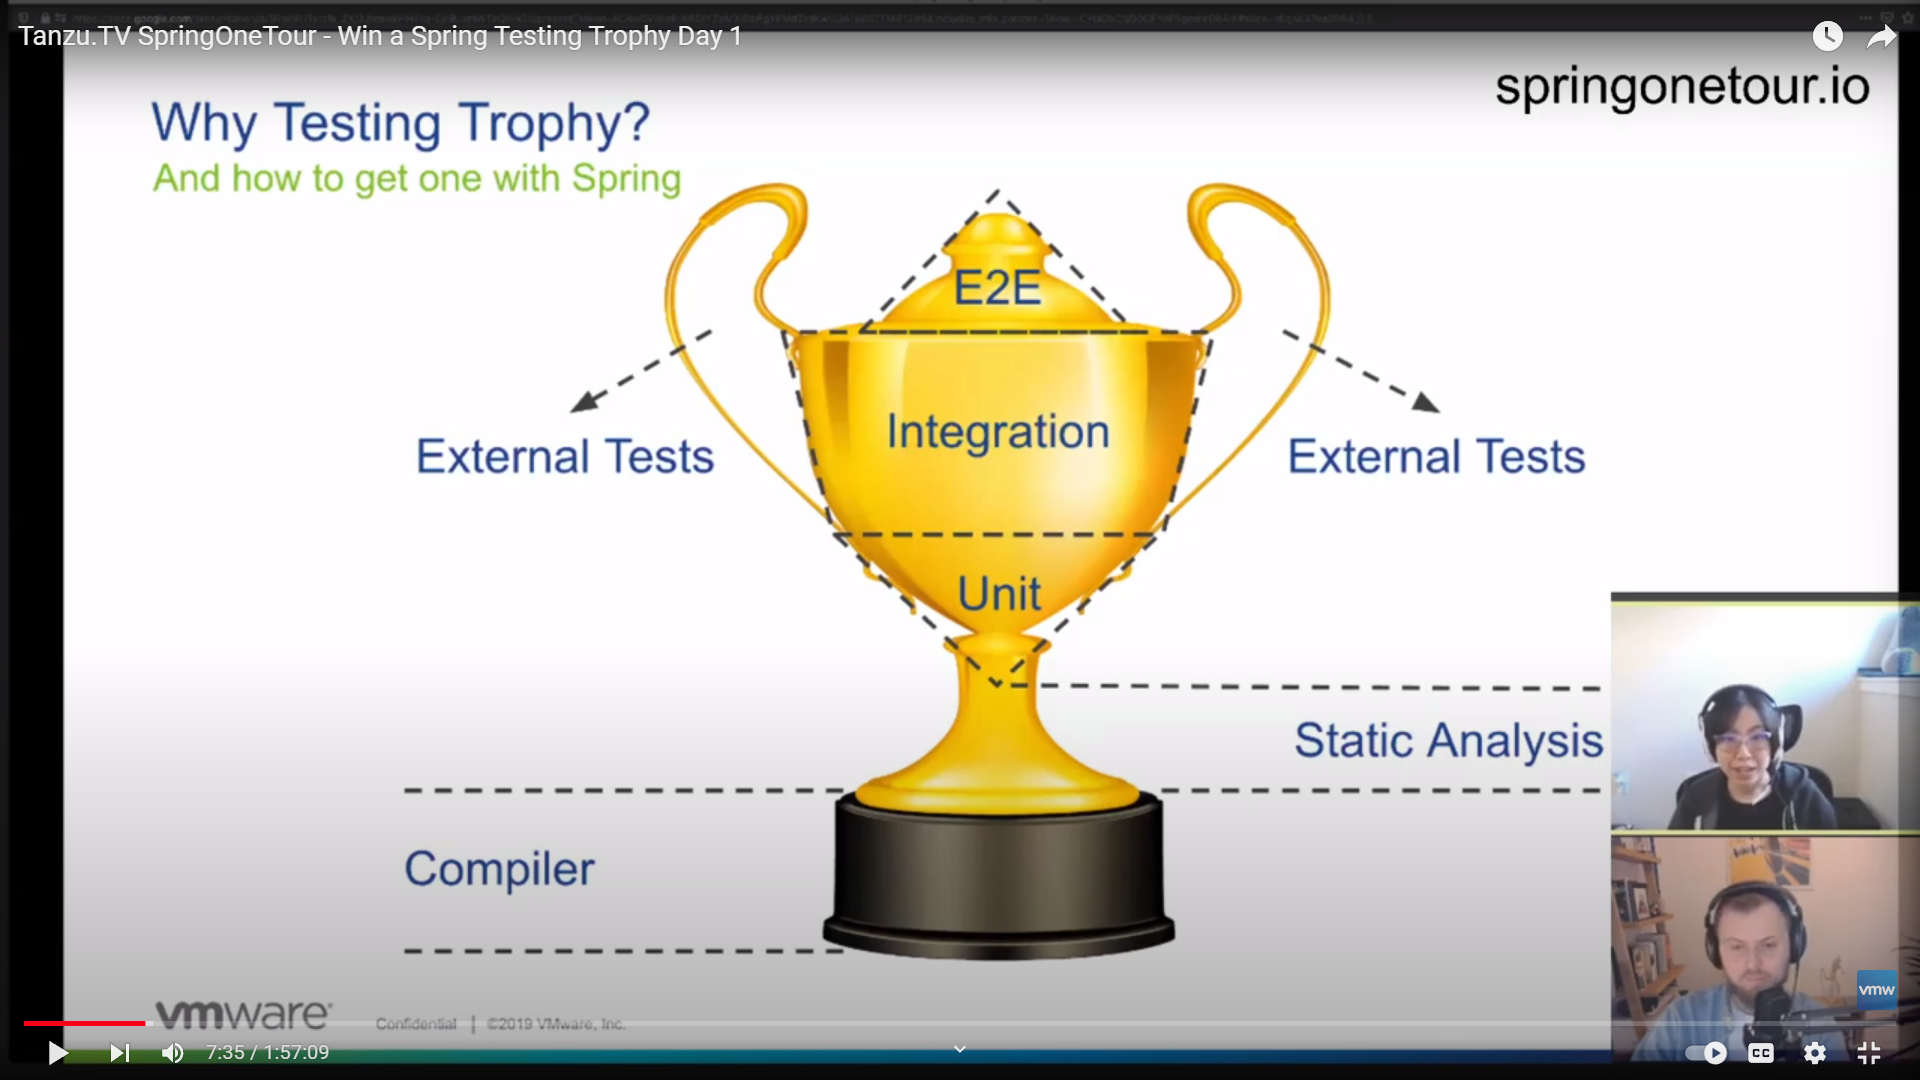 Tanzu.TV SpringOneTour - Win a Spring Testing Trophy Day 1
springonetour.io
Why Testing Trophy?
And how to get one with Spring
E2E
Integration
External Tests
External Tests
Unit
Static Analysis
Compiler
vmware
Confidential | ©2019 VMware, Inc.
vmw
7:35 / 1:57:09
CC